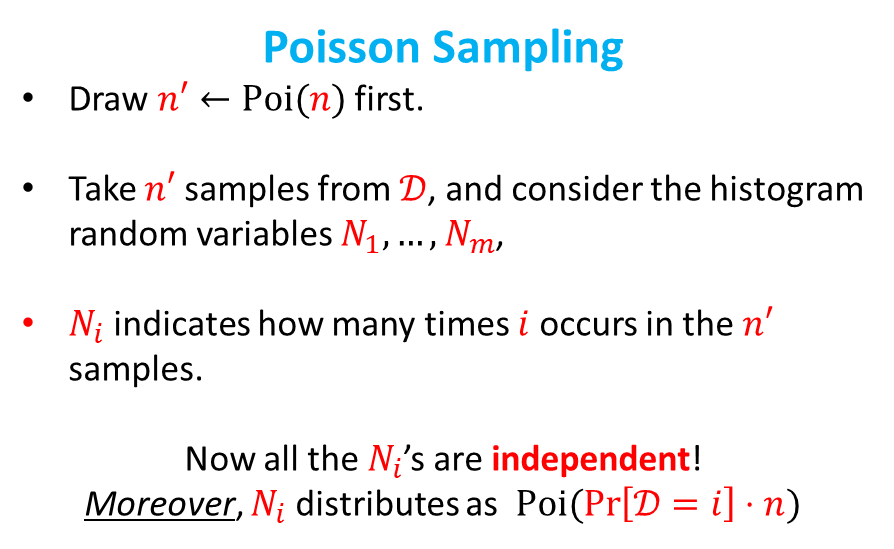 Poisson Sampling
• Draw n′ ← Poi(n) first.
• Take n′ samples from 𝒟, and consider the histogram
random variables N₁, … , Nₘ,
• Nᵢ indicates how many times i occurs in the n′
samples.
Now all the Nᵢ’s are independent!
Moreover, Nᵢ distributes as Poi(Pr[𝒟 = i] · n)